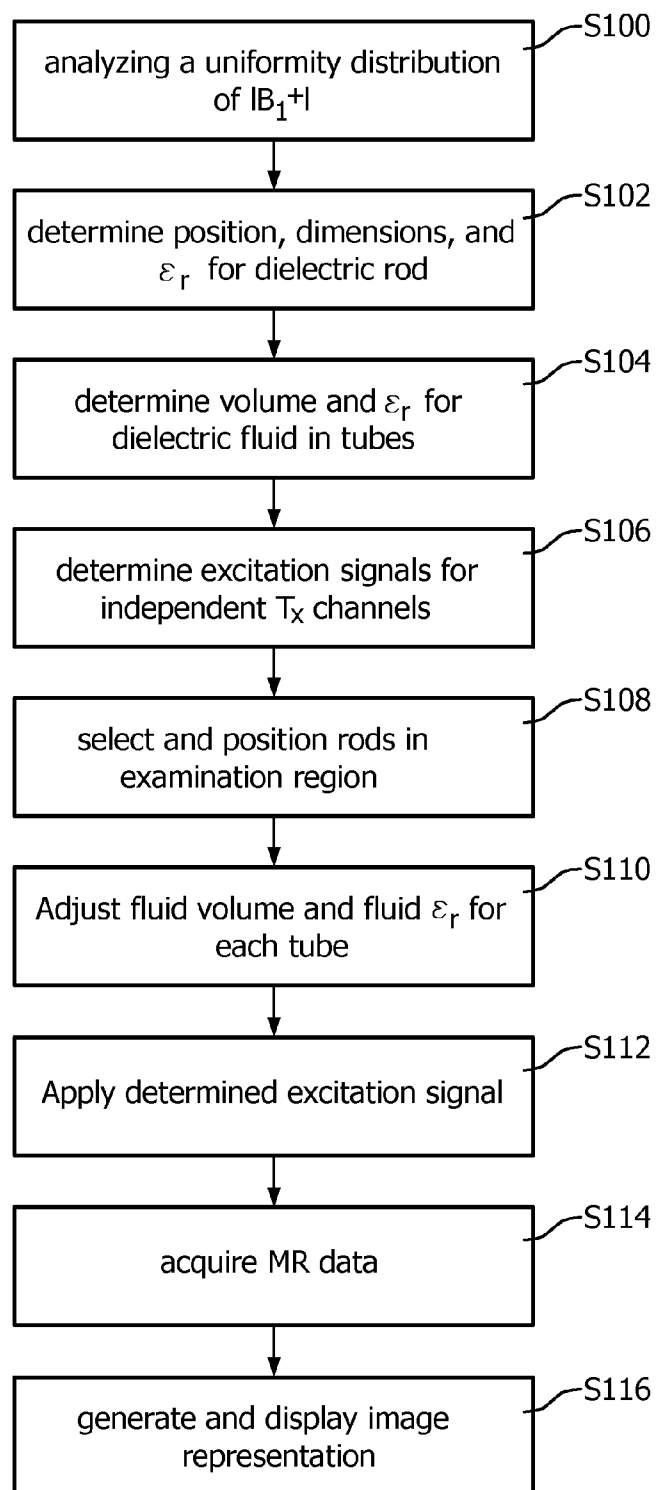 S100
analyzing a uniformity distribution
of |B₁+|
S102
determine position, dimensions, and
εᵣ for dielectric rod
S104
determine volume and εᵣ for
dielectric fluid in tubes
S106
determine excitation signals for
independent Tₓ channels
S108
select and position rods in
examination region
S110
Adjust fluid volume and fluid εᵣ for
each tube
S112
Apply determined excitation signal
S114
acquire MR data
S116
generate and display image
representation